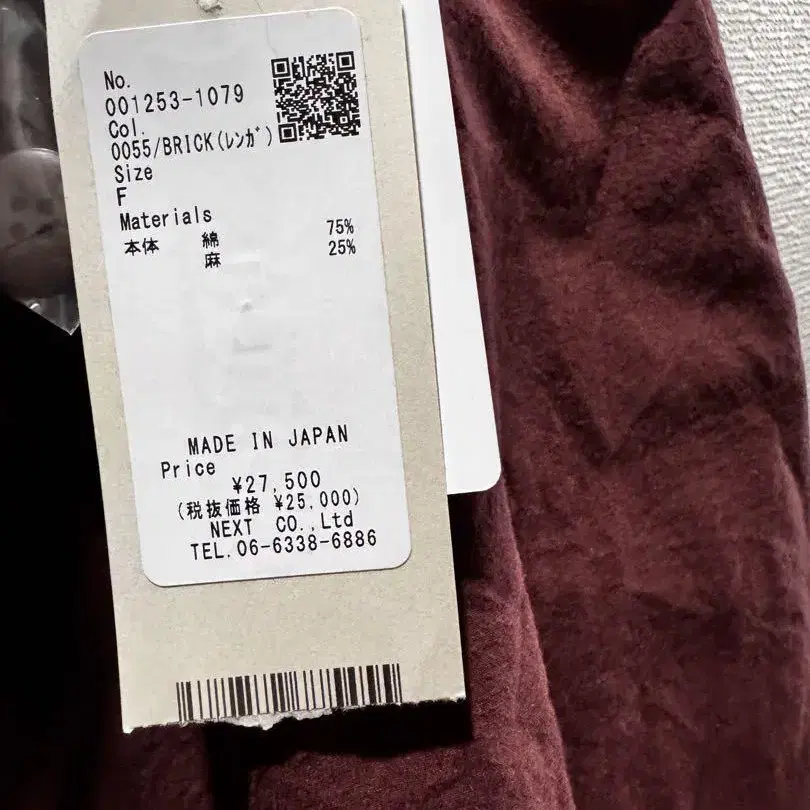 No.
001253-1079
Col.
0055/BRICK(ﾚﾝｶﾞ)
Size
F
Materials
本体 綿 75%
麻 25%
MADE IN JAPAN
Price
¥27,500
(税抜価格 ¥25,000)
NEXT CO.,Ltd
TEL.06-6338-6886